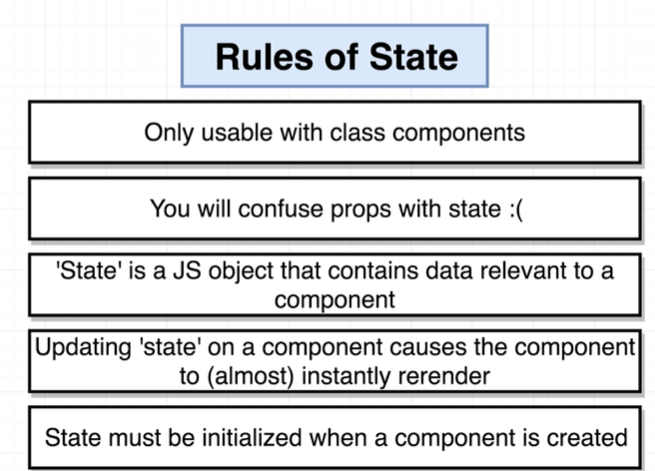 Rules of State
Only usable with class components
You will confuse props with state :(
'State' is a JS object that contains data relevant to a
component
Updating 'state' on a component causes the component
to (almost) instantly rerender
State must be initialized when a component is created